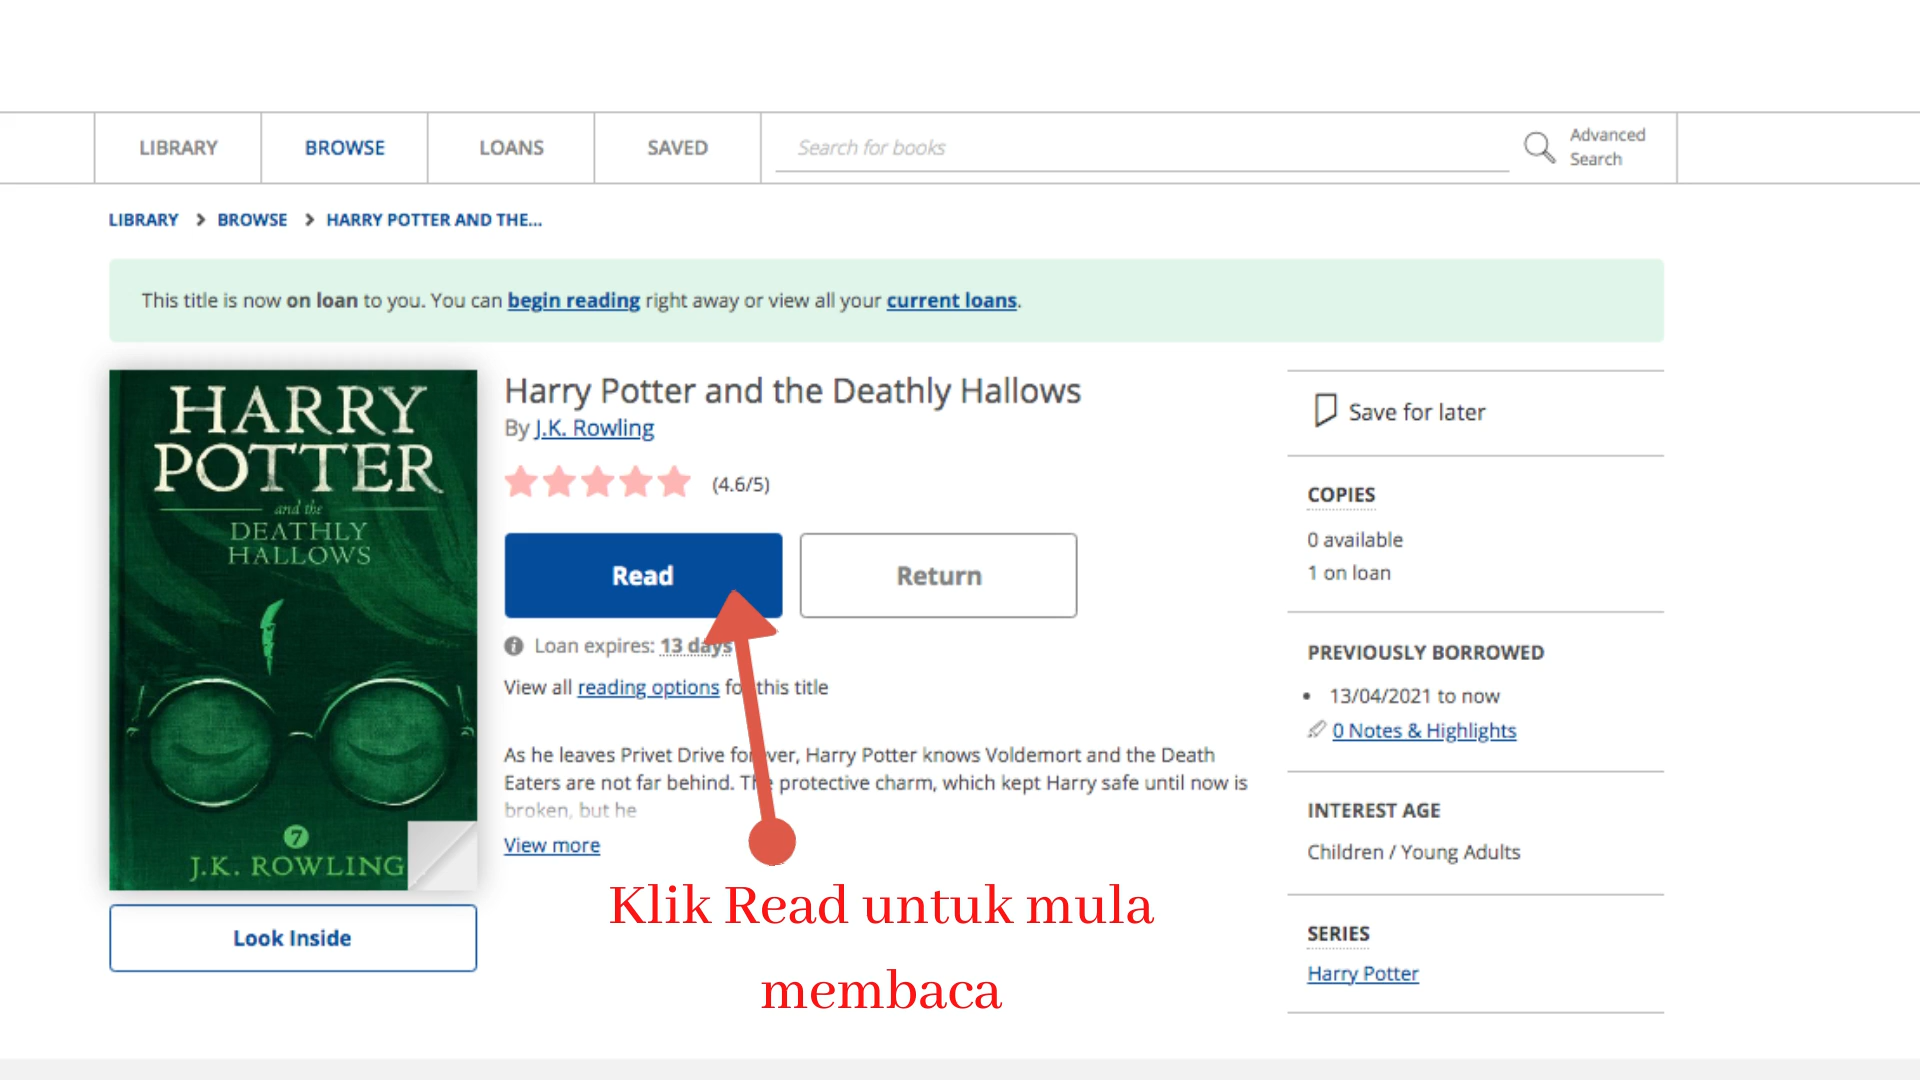 LIBRARY
BROWSE
LOANS
SAVED
Search for books
Advanced
Search
LIBRARY > BROWSE > HARRY POTTER AND THE...
This title is now on loan to you. You can begin reading right away or view all your current loans.
HARRY
POTTER
and the
DEATHLY
HALLOWS
7
J.K. ROWLING
Look Inside
Harry Potter and the Deathly Hallows
By J.K. Rowling
(4.6/5)
Read
Return
Loan expires: 13 days
View all reading options for this title
As he leaves Privet Drive forever, Harry Potter knows Voldemort and the Death
Eaters are not far behind. The protective charm, which kept Harry safe until now is
broken, but he
View more
Klik Read untuk mula
membaca
Save for later
COPIES
0 available
1 on loan
PREVIOUSLY BORROWED
• 13/04/2021 to now
0 Notes & Highlights
INTEREST AGE
Children / Young Adults
SERIES
Harry Potter